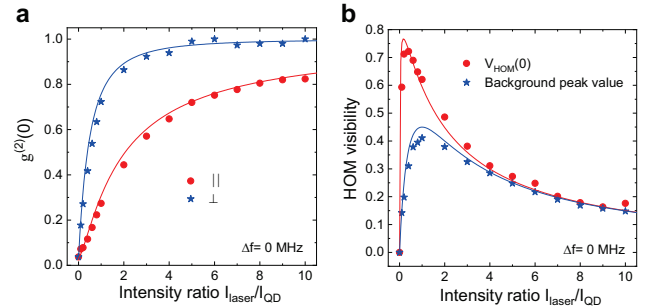 a
g(2)(0)
1.0
0.8
0.6
0.4
0.2
0.0
0
2
4
6
8
10
||
⊥
Δf= 0 MHz
Intensity ratio Ilaser/IQD
b
HOM visibility
0.8
0.7
0.6
0.5
0.4
0.3
0.2
0.1
0.0
0
2
4
6
8
10
VHOM(0)
Background peak value
Δf= 0 MHz
Intensity ratio Ilaser/IQD